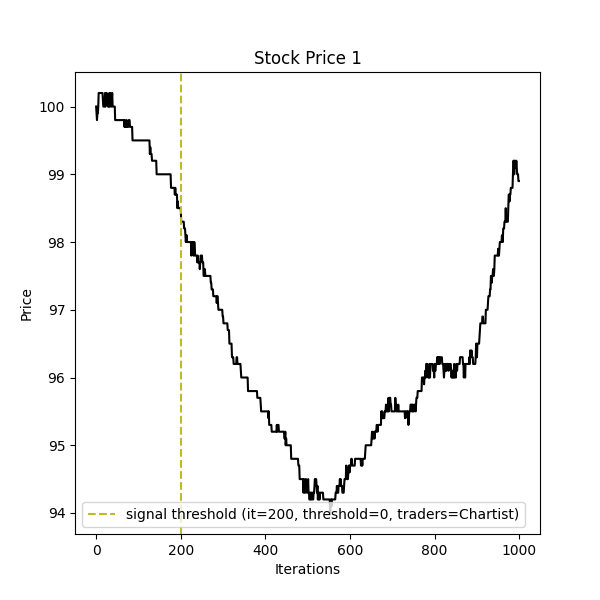 Stock Price 1
100
99
98
97
96
95
94
Price
signal threshold (it=200, threshold=0, traders=Chartist)
0 200 400 600 800 1000
Iterations